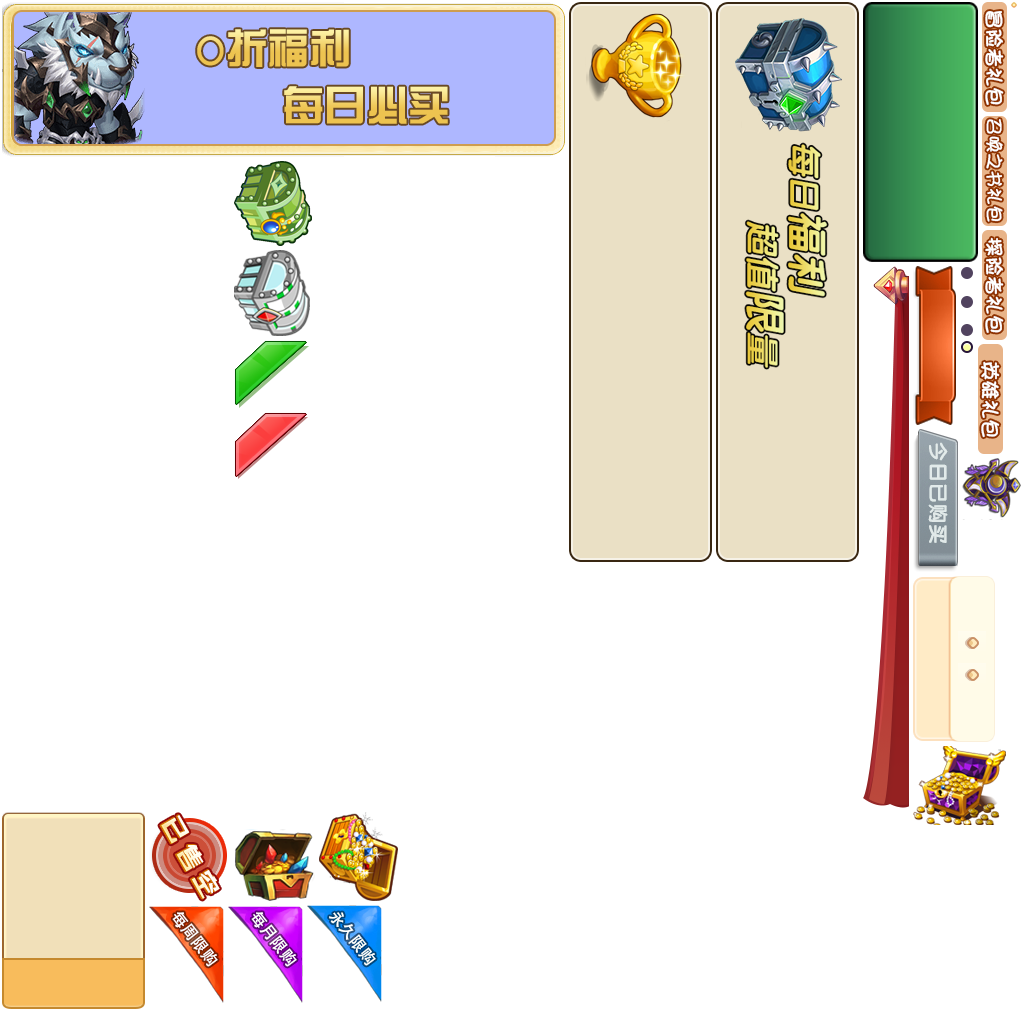 0折福利
每日必买
每日福利
超值限量
冒险者礼包
召唤之书礼包
探险者礼包
英雄礼包
今日已购买
已售空
每周限购
每月限购
永久限购